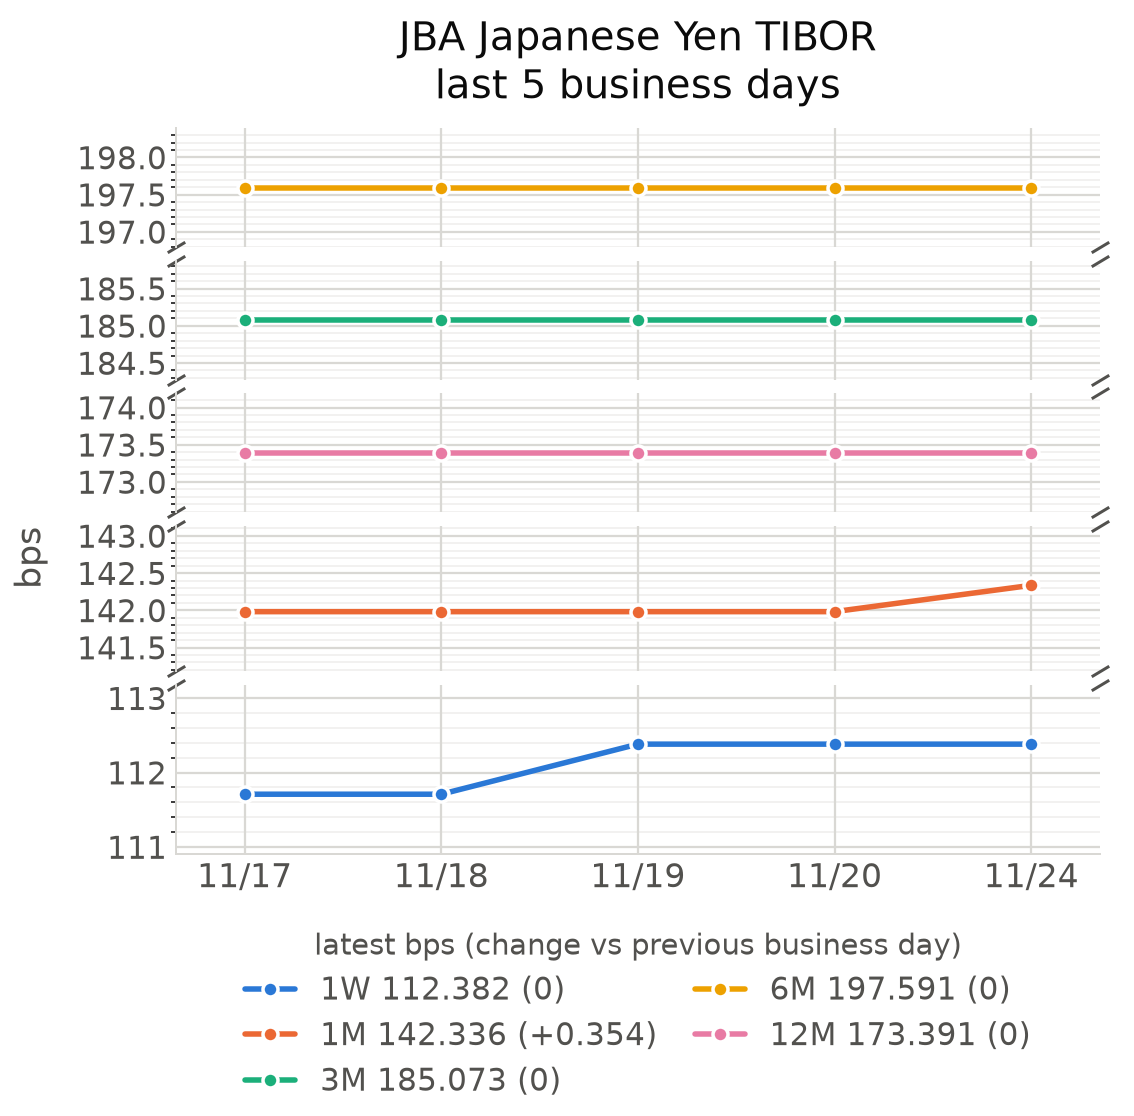 JBA Japanese Yen TIBOR
last 5 business days
198.0
197.5
197.0
185.5
185.0
184.5
174.0
173.5
173.0
143.0
142.5
142.0
141.5
113
112
111
bps
11/17 11/18 11/19 11/20 11/24
latest bps (change vs previous business day)
1W 112.382 (0) 6M 197.591 (0)
1M 142.336 (+0.354) 12M 173.391 (0)
3M 185.073 (0)